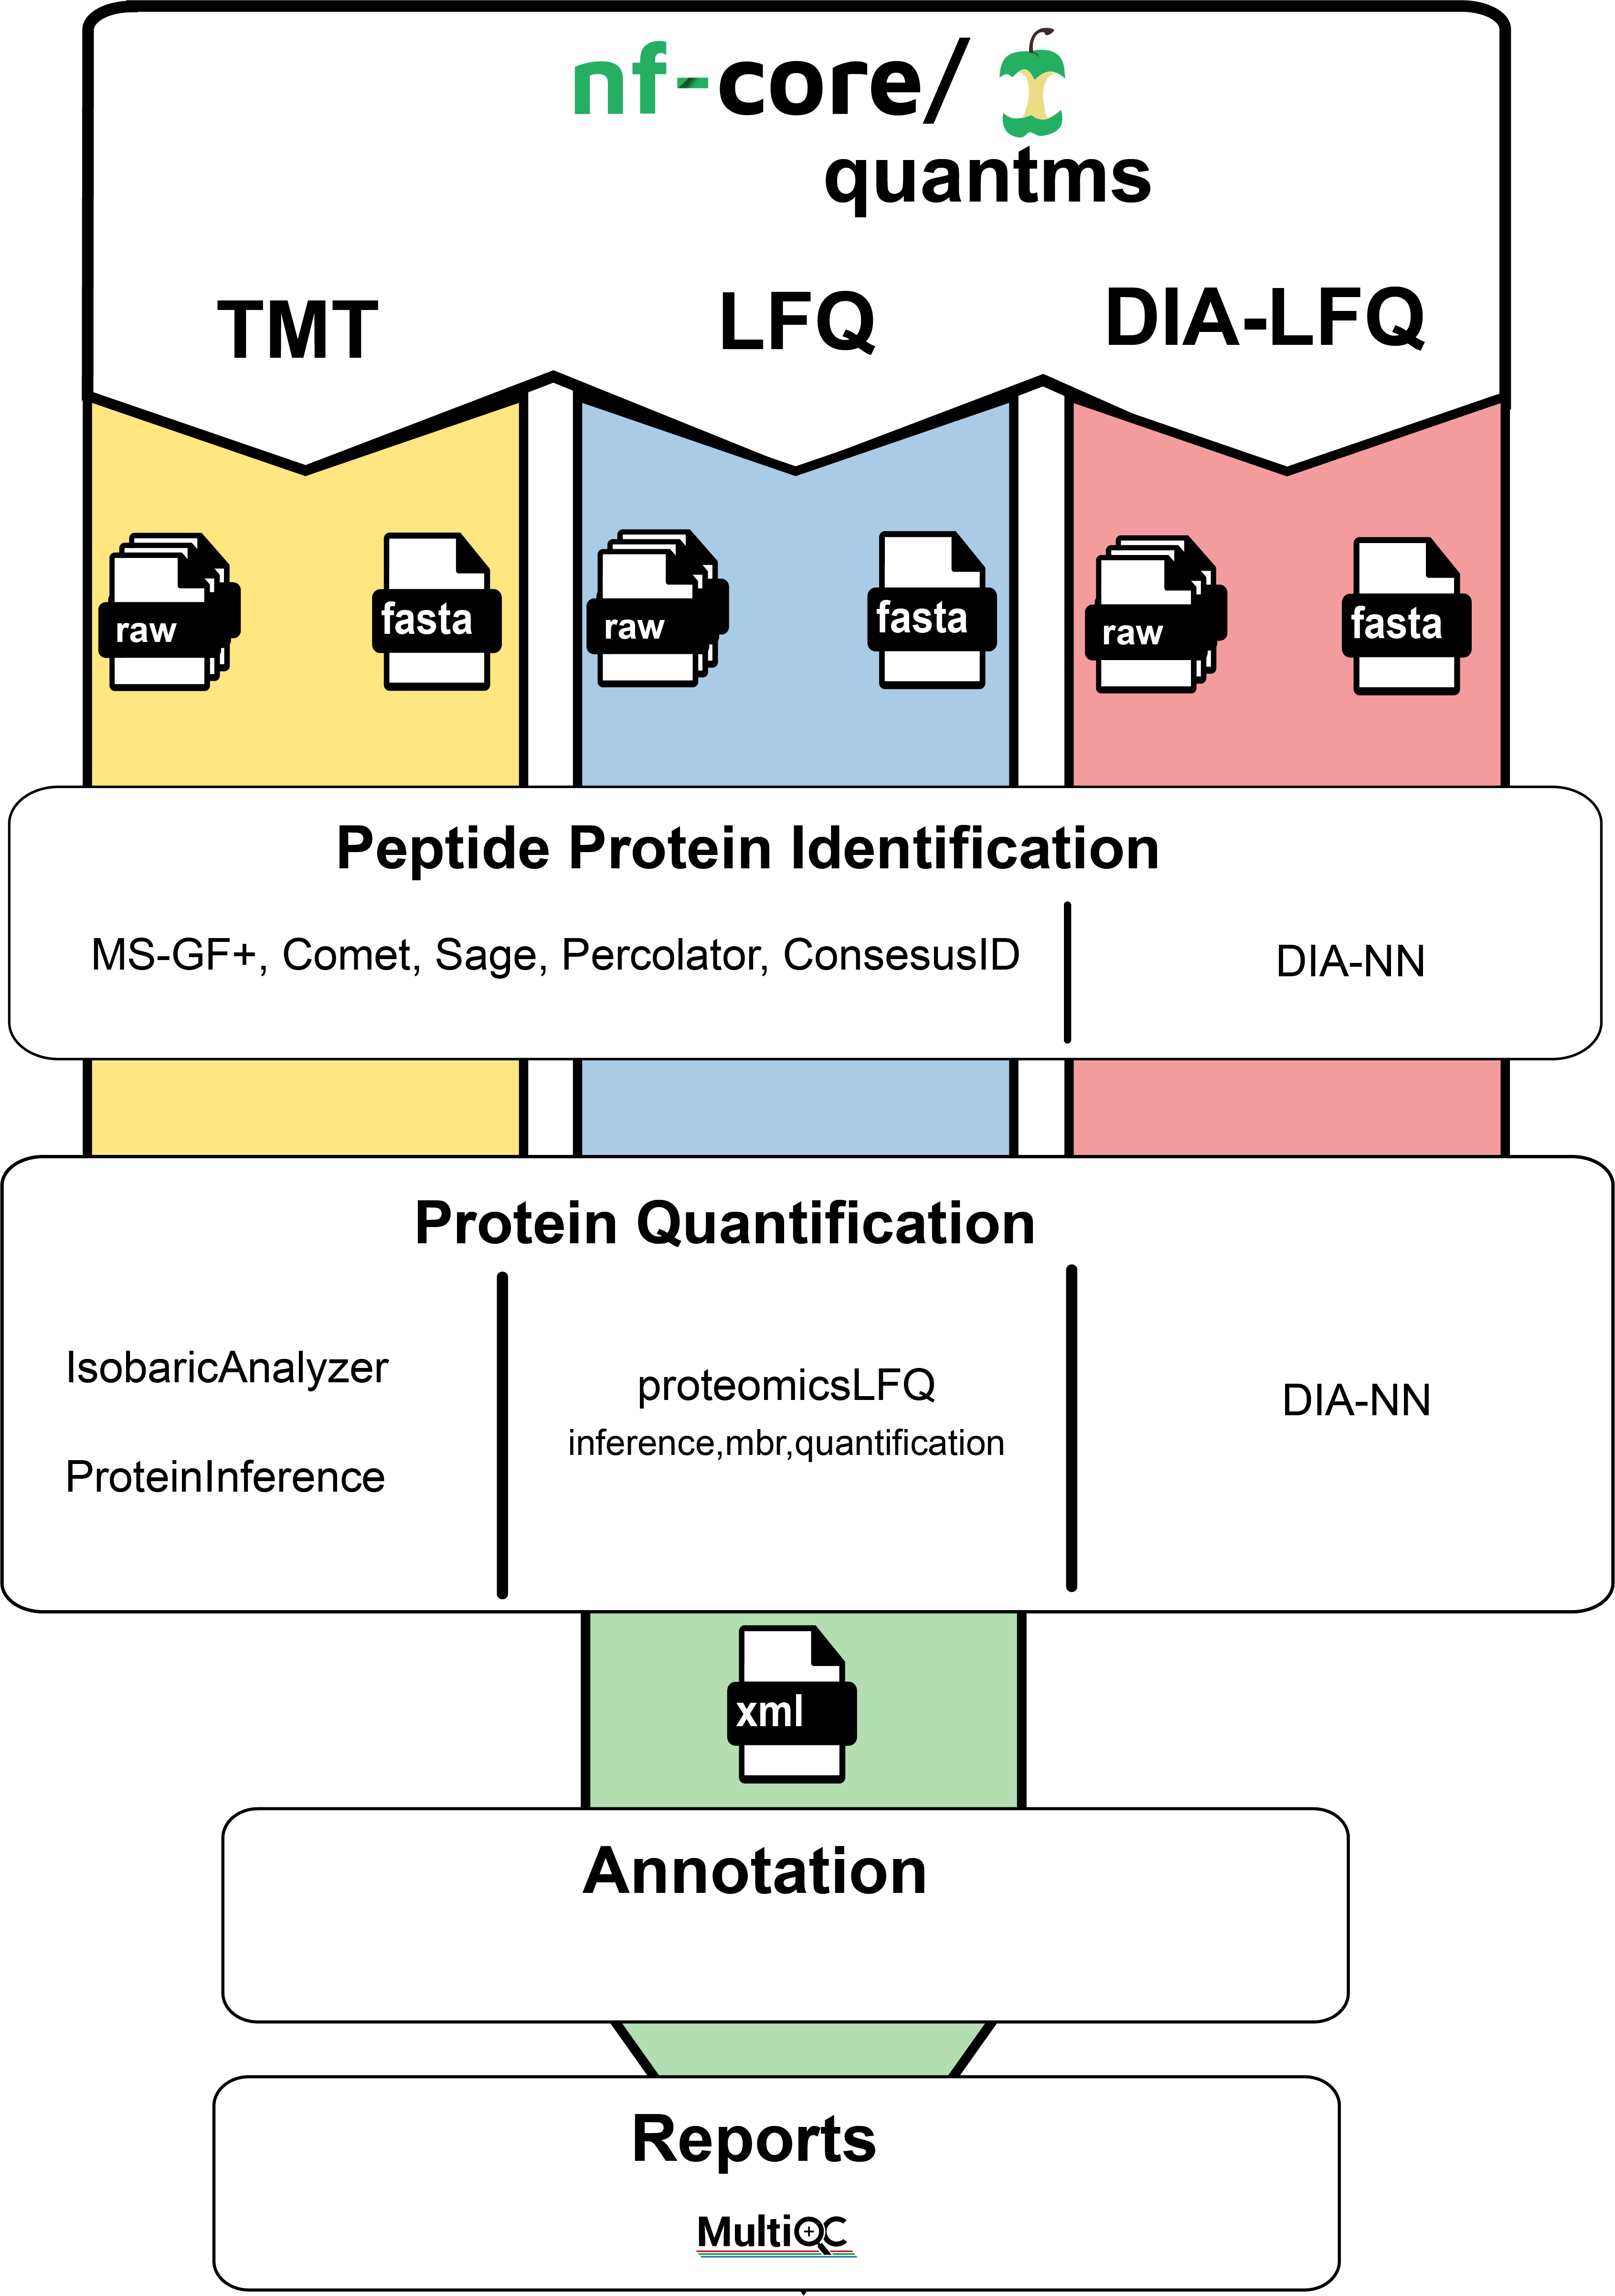 nf-core/
quantms
TMT
LFQ
DIA-LFQ
raw
fasta
raw
fasta
raw
fasta
Peptide Protein Identification
MS-GF+, Comet, Sage, Percolator, ConsesusID
DIA-NN
Protein Quantification
IsobaricAnalyzer
ProteinInference
proteomicsLFQ
inference,mbr,quantification
DIA-NN
xml
Annotation
Reports
MultiQC